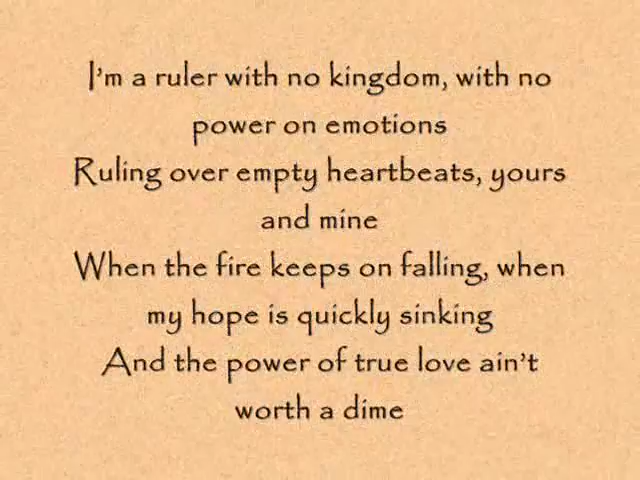 I'm a ruler with no kingdom, with no
power on emotions
Ruling over empty heartbeats, yours
and mine
When the fire keeps on falling, when
my hope is quickly sinking
And the power of true love ain't
worth a dime